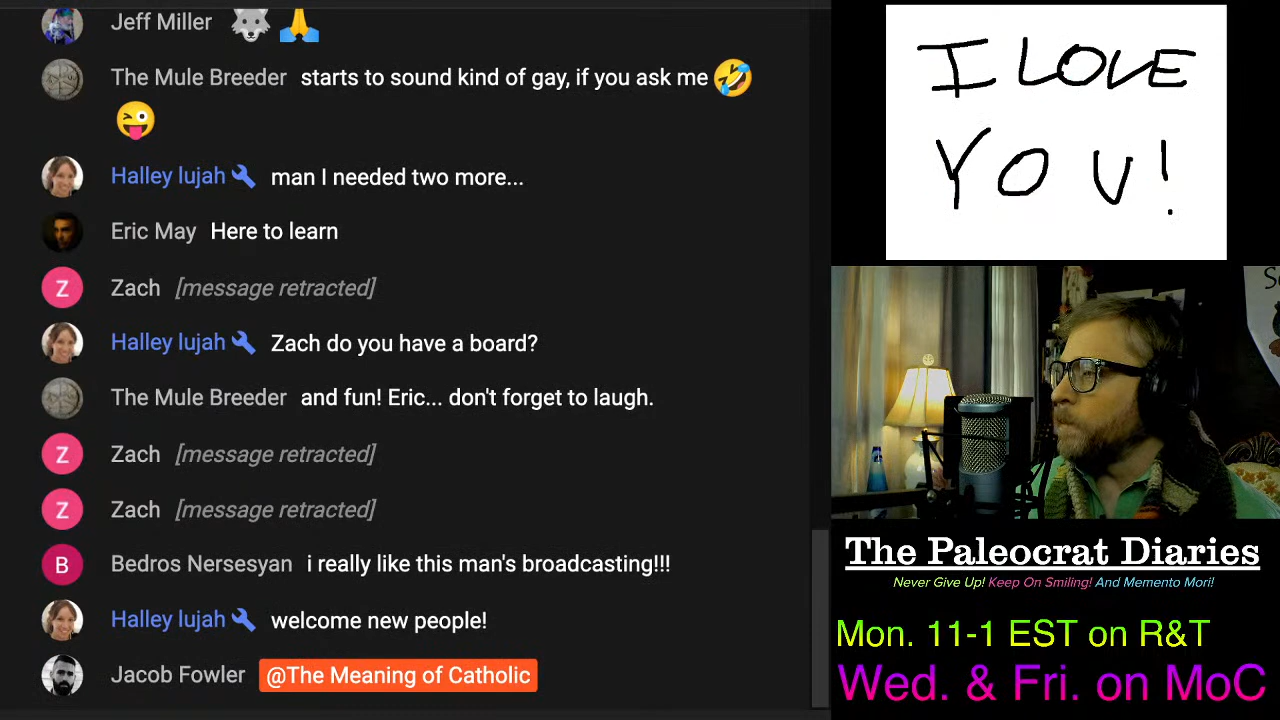 Jeff Miller 🐺🙏
The Mule Breeder starts to sound kind of gay, if you ask me 🤣
😜
Halley lujah man I needed two more...
Eric May Here to learn
Z Zach [message retracted]
Halley lujah Zach do you have a board?
The Mule Breeder and fun! Eric... don't forget to laugh.
Z Zach [message retracted]
Z Zach [message retracted]
B Bedros Nersesyan i really like this man's broadcasting!!!
Halley lujah welcome new people!
Jacob Fowler @The Meaning of Catholic
I LOVE
YOU!
The Paleocrat Diaries
Never Give Up! Keep On Smiling! And Memento Mori!
Mon. 11-1 EST on R&T
Wed. & Fri. on MoC